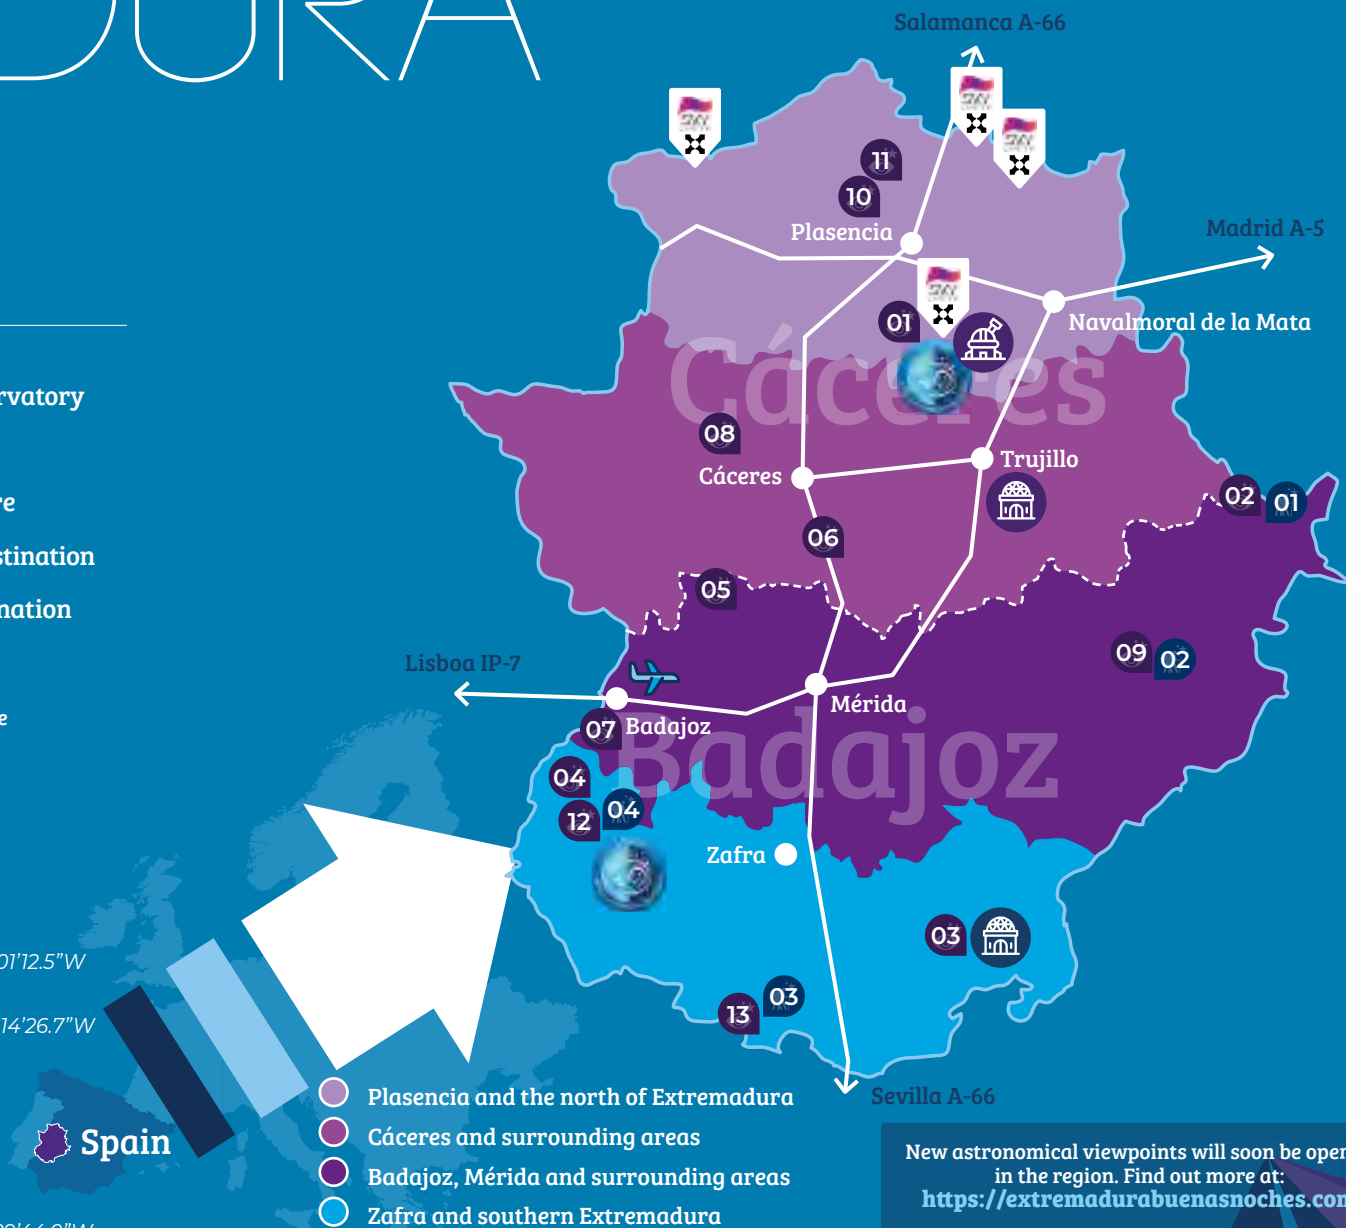 DURA
Salamanca A-66
11
10
Plasencia
Madrid A-5
01
Navalmoral de la Mata
Cáceres
rvatory
08
Cáceres
Trujillo
re
02
01
06
stination
05
nation
09
02
Lisboa IP-7
Mérida
e
07
Badajoz
Badajoz
04
04
12
Zafra
03
01'12.5"W
03
13
14'26.7"W
Plasencia and the north of Extremadura
Sevilla A-66
Spain
Cáceres and surrounding areas
Badajoz, Mérida and surrounding areas
Zafra and southern Extremadura
New astronomical viewpoints will soon be open
in the region. Find out more at:
https://extremadurabuenasnoches.com